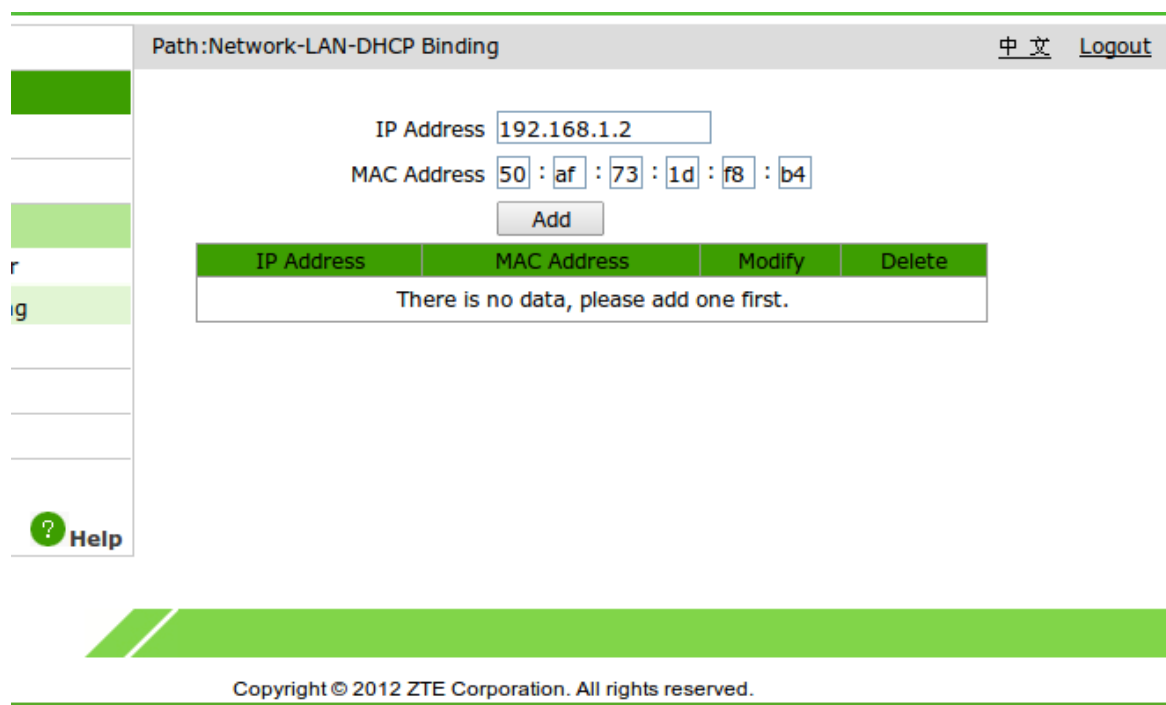 Path:Network-LAN-DHCP Binding 中文 Logout
IP Address 192.168.1.2
MAC Address 50 : af : 73 : 1d : f8 : b4
Add
IP Address MAC Address Modify Delete
r
There is no data, please add one first.
g
? Help
Copyright © 2012 ZTE Corporation. All rights reserved.